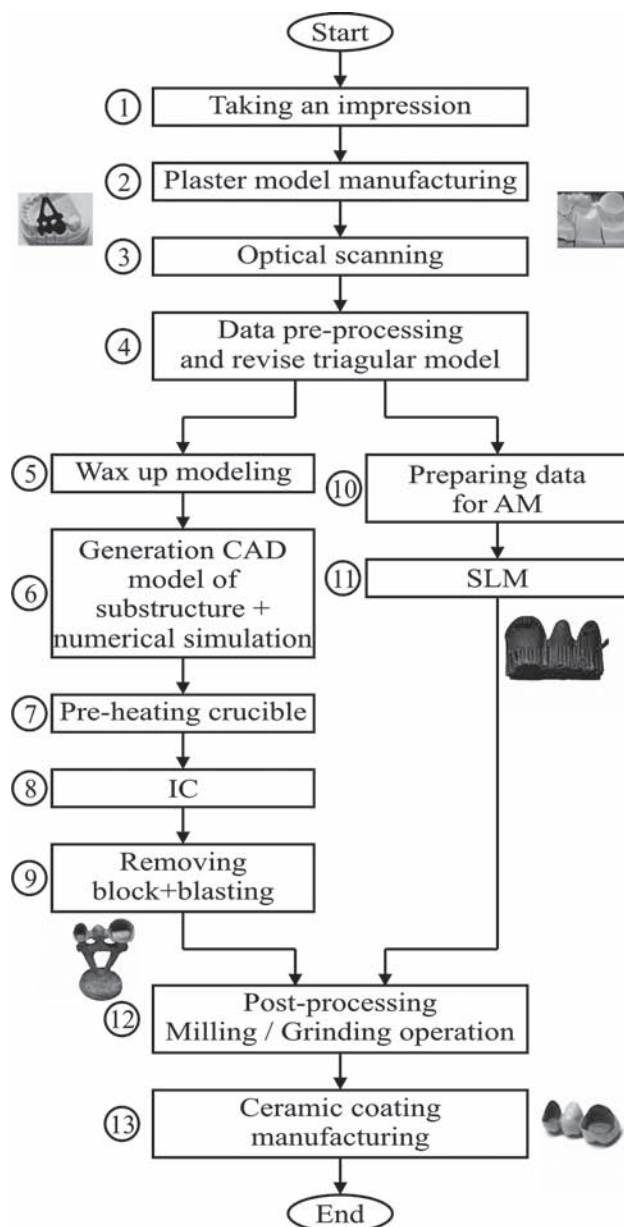 Start
1
Taking an impression
2
Plaster model manufacturing
3
Optical scanning
4
Data pre-processing
and revise triagular model
5
Wax up modeling
6
Generation CAD
model of
substructure +
numerical simulation
7
Pre-heating crucible
8
IC
9
Removing
block+blasting
10
Preparing data
for AM
11
SLM
12
Post-processing
Milling / Grinding operation
13
Ceramic coating
manufacturing
End